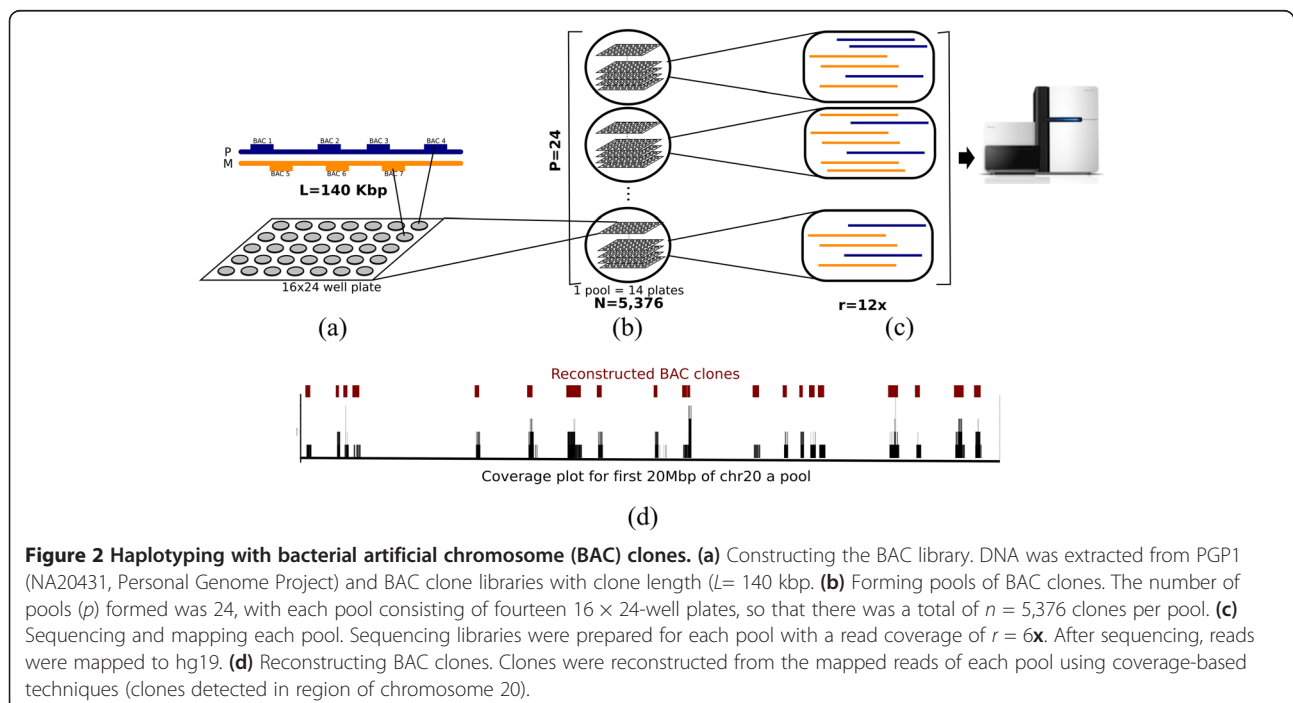 BAC 1
BAC 2
BAC 3
BAC 4
P
M
BAC 5
BAC 6
BAC 7
L=140 Kbp
16x24 well plate
(a)
P=24
1 pool = 14 plates
N=5,376
(b)
r=12x
(c)
Reconstructed BAC clones
Coverage plot for first 20Mbp of chr20 a pool
(d)
Figure 2 Haplotyping with bacterial artificial chromosome (BAC) clones. (a) Constructing the BAC library. DNA was extracted from PGP1
(NA20431, Personal Genome Project) and BAC clone libraries with clone length (L= 140 kbp. (b) Forming pools of BAC clones. The number of
pools (p) formed was 24, with each pool consisting of fourteen 16 × 24-well plates, so that there was a total of n = 5,376 clones per pool. (c)
Sequencing and mapping each pool. Sequencing libraries were prepared for each pool with a read coverage of r = 6x. After sequencing, reads
were mapped to hg19. (d) Reconstructing BAC clones. Clones were reconstructed from the mapped reads of each pool using coverage-based
techniques (clones detected in region of chromosome 20).